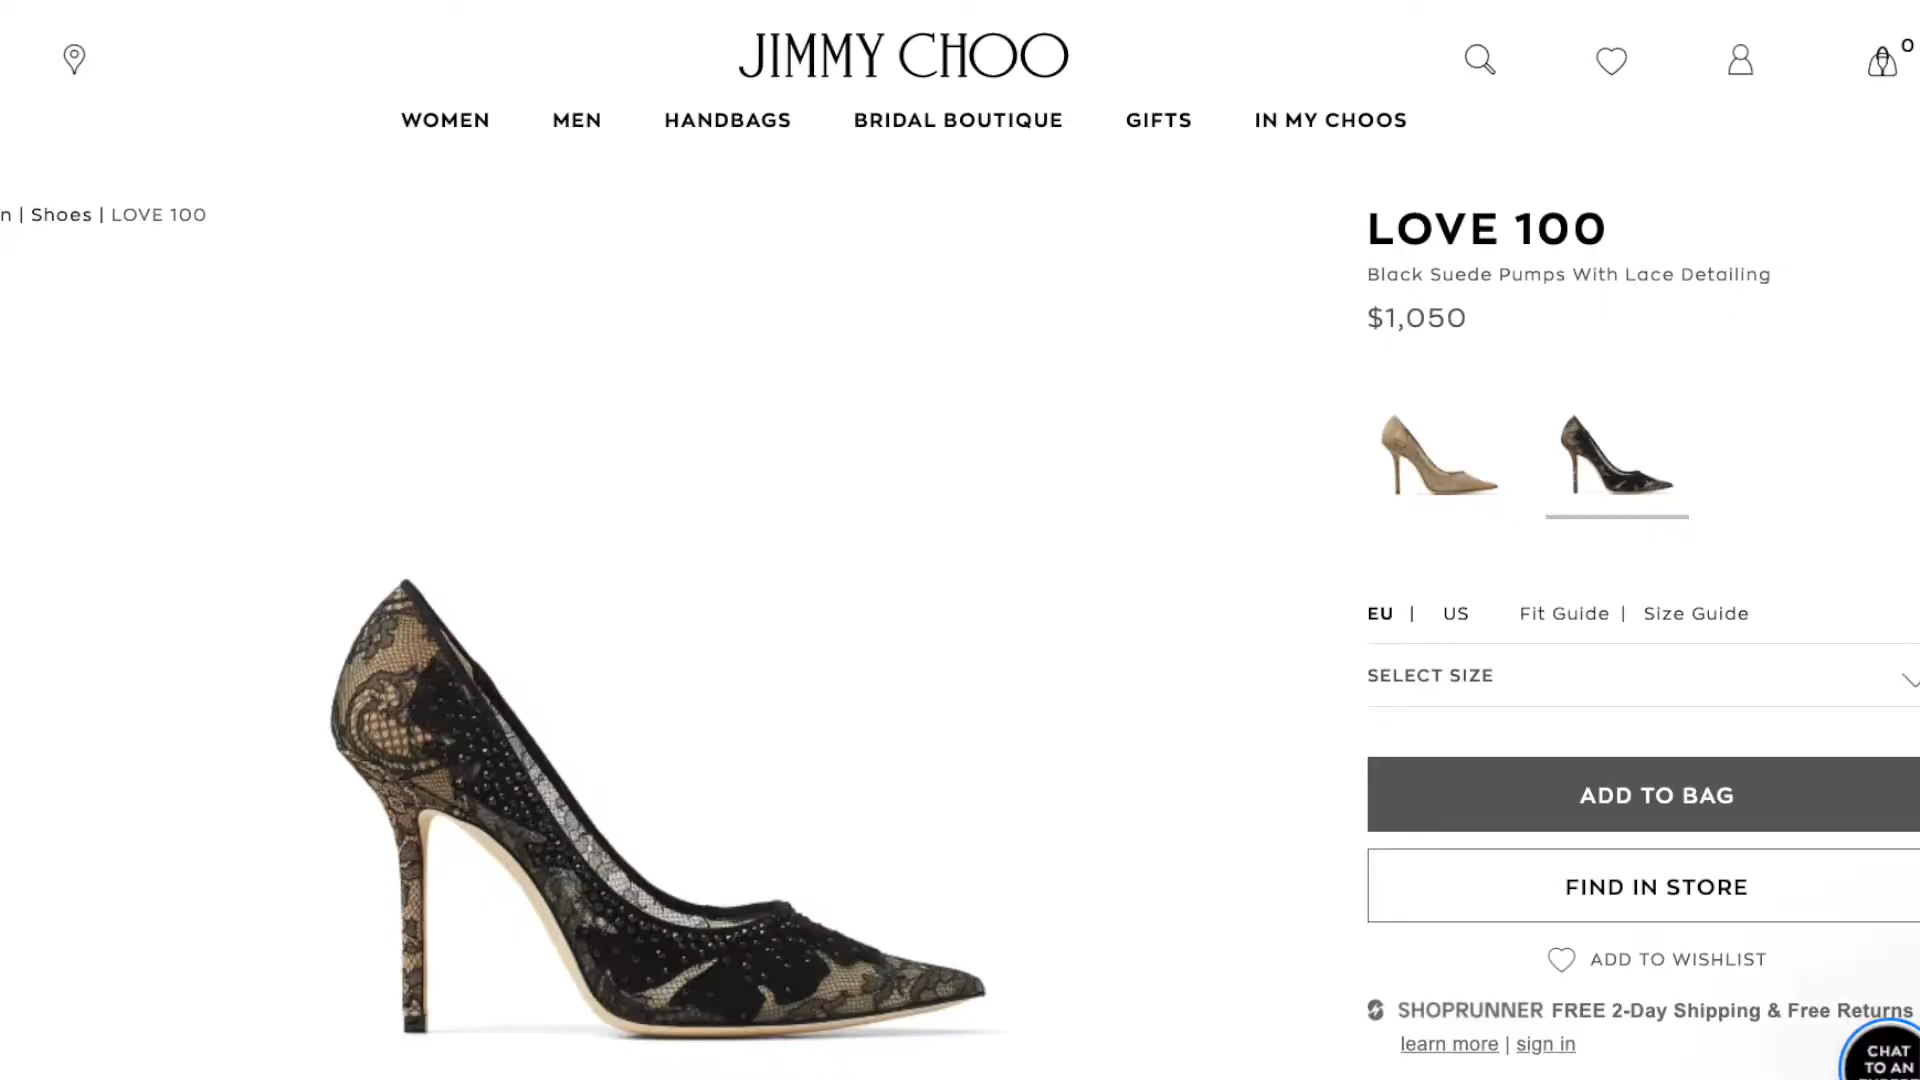 JIMMY CHOO
0
WOMEN MEN HANDBAGS BRIDAL BOUTIQUE GIFTS IN MY CHOOS
n | Shoes | LOVE 100
LOVE 100
Black Suede Pumps With Lace Detailing
$1,050
EU | US Fit Guide | Size Guide
SELECT SIZE
ADD TO BAG
FIND IN STORE
ADD TO WISHLIST
SHOPRUNNER FREE 2-Day Shipping & Free Returns
learn more | sign in
CHAT
TO AN